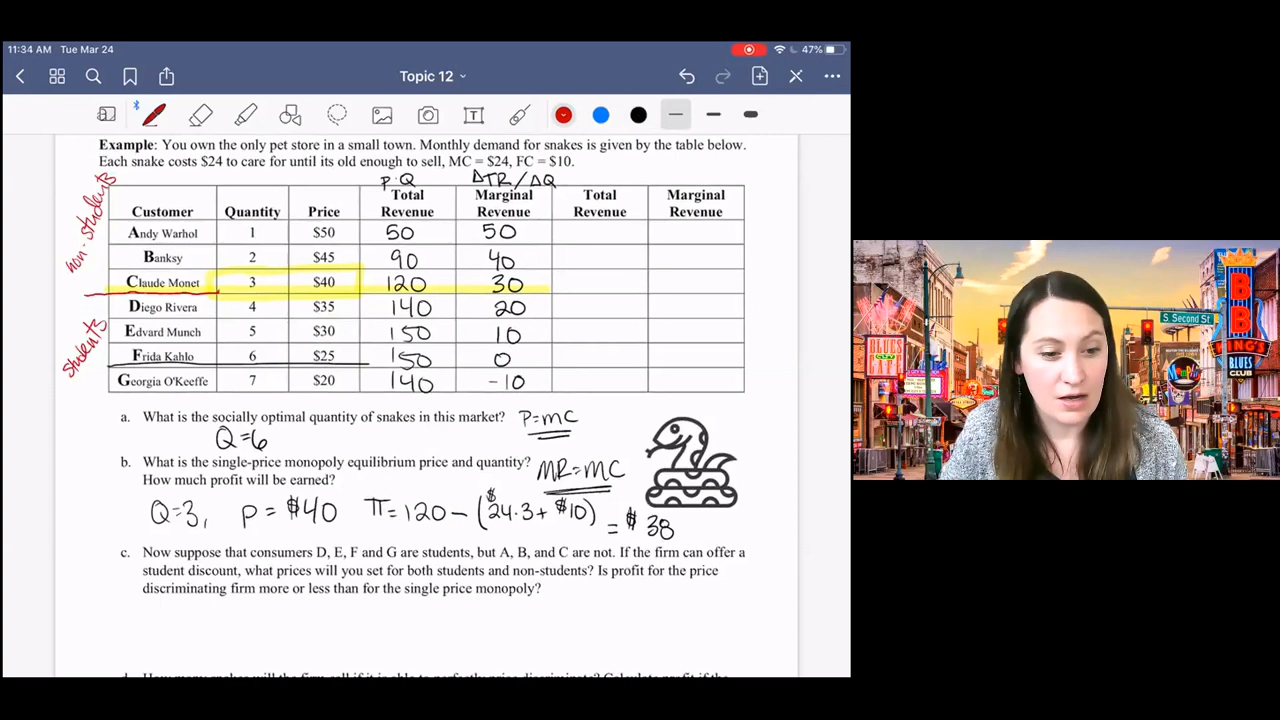 11:34 AM Tue Mar 24
47%
Topic 12
T
Example: You own the only pet store in a small town. Monthly demand for snakes is given by the table below.
Each snake costs $24 to care for until its old enough to sell, MC = $24, FC = $10.
P·Q ΔTR/ΔQ
Customer Quantity Price Total Revenue Marginal Revenue Total Revenue Marginal Revenue
Andy Warhol 1 $50 50 50
Banksy 2 $45 90 40
Claude Monet 3 $40 120 30
Diego Rivera 4 $35 140 20
Edvard Munch 5 $30 150 10
Frida Kahlo 6 $25 150 0
Georgia O'Keeffe 7 $20 140 -10
non-students
students
a. What is the socially optimal quantity of snakes in this market? P=MC
Q=6
b. What is the single-price monopoly equilibrium price and quantity? MR=MC
How much profit will be earned?
Q=3, P = $40 π = 120 - ($24·3 + $10) = $38
c. Now suppose that consumers D, E, F and G are students, but A, B, and C are not. If the firm can offer a
student discount, what prices will you set for both students and non-students? Is profit for the price
discriminating firm more or less than for the single price monopoly?
S. Second St
BLUES
CAFE
Memphis
BB
KING'S
BLUES
CLUB